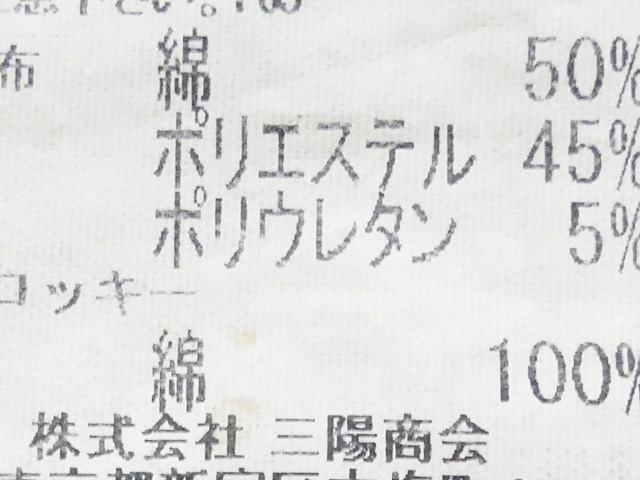 布 綿 50%
ポリエステル 45%
ポリウレタン 5%
ロッキー
綿 100%
株式会社 三陽商会